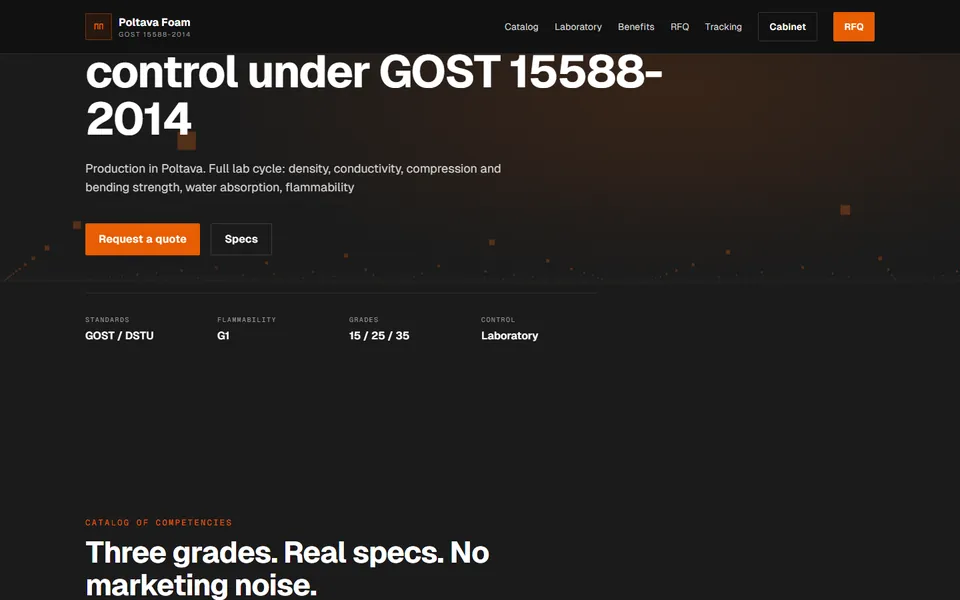 ПП
Poltava Foam
GOST 15588-2014
Catalog
Laboratory
Benefits
RFQ
Tracking
Cabinet
RFQ
control under GOST 15588-
2014
Production in Poltava. Full lab cycle: density, conductivity, compression and
bending strength, water absorption, flammability
Request a quote
Specs
STANDARDS
FLAMMABILITY
GRADES
CONTROL
GOST / DSTU
G1
15 / 25 / 35
Laboratory
CATALOG OF COMPETENCIES
Three grades. Real specs. No
marketing noise.